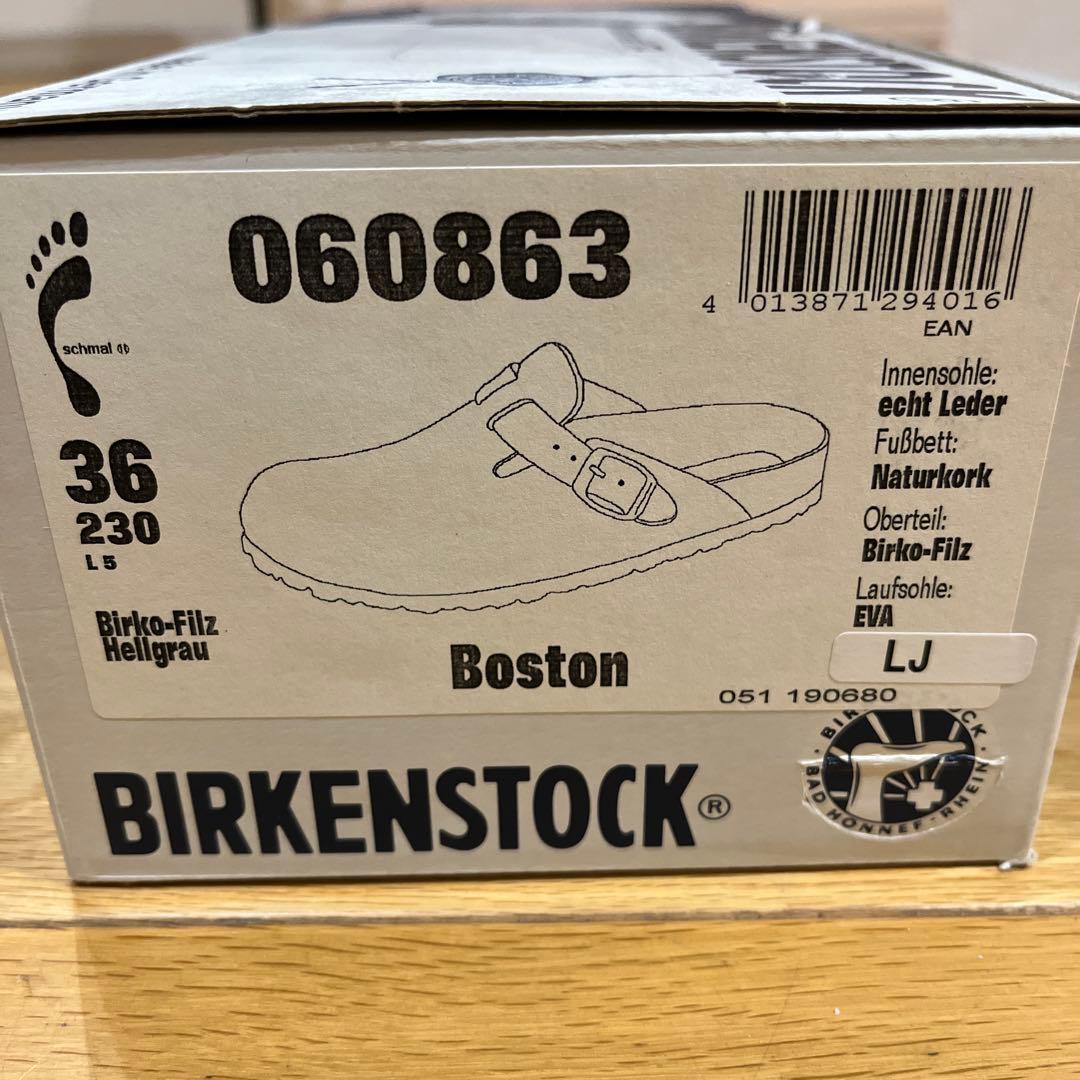 060863
4 013871 294016
EAN
schmal
36
230
L 5
Birko-Filz
Hellgrau
Boston
Innensohle:
echt Leder
Fußbett:
Naturkork
Oberteil:
Birko-Filz
Laufsohle:
EVA
LJ
051 190680
BIRKENSTOCK®
BAD HONNEF - RHEIN